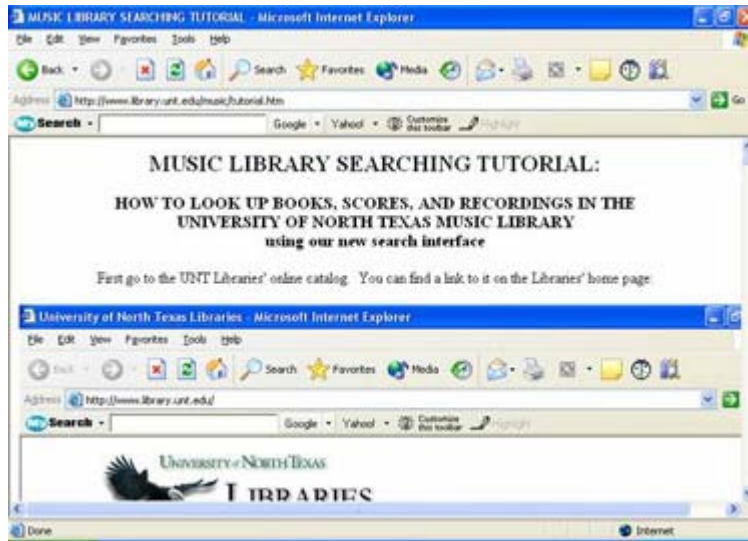 MUSIC LIBRARY SEARCHING TUTORIAL - Microsoft Internet Explorer
File Edit View Favorites Tools Help
Back Search Favorites Media
Address http://www.library.unt.edu/music/tutorial.htm Go
Search Google Yahoo! Customize this toolbar Highlight
MUSIC LIBRARY SEARCHING TUTORIAL:
HOW TO LOOK UP BOOKS, SCORES, AND RECORDINGS IN THE
UNIVERSITY OF NORTH TEXAS MUSIC LIBRARY
using our new search interface
First go to the UNT Libraries' online catalog. You can find a link to it on the Libraries' home page:
University of North Texas Libraries - Microsoft Internet Explorer
File Edit View Favorites Tools Help
Back Search Favorites Media
Address http://www.library.unt.edu/
Search Google Yahoo! Customize this toolbar Highlight
UNIVERSITY of NORTH TEXAS
LIBRARIES
Done Internet